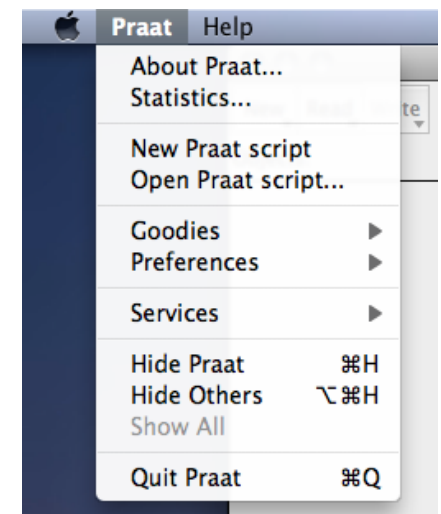 Praat Help
te
About Praat...
Statistics...
New Praat script
Open Praat script...
Goodies
Preferences
Services
Hide Praat ⌘H
Hide Others ⌥⌘H
Show All
Quit Praat ⌘Q